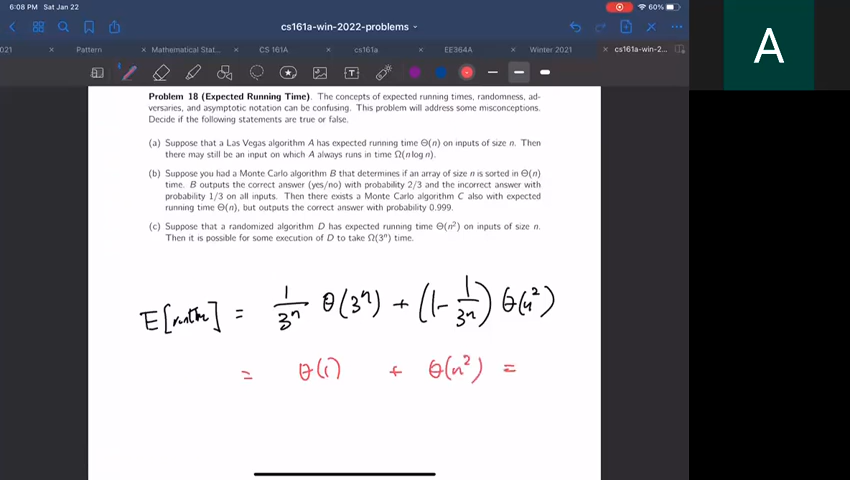 6:08 PM Sat Jan 22
60%
cs161a-win-2022-problems
021
Pattern
Mathematical Stat...
CS 161A
cs161a
EE364A
Winter 2021
cs161a-win-2...
A
Problem 18 (Expected Running Time). The concepts of expected running times, randomness, ad-
versaries, and asymptotic notation can be confusing. This problem will address some misconceptions.
Decide if the following statements are true or false.
(a) Suppose that a Las Vegas algorithm A has expected running time Θ(n) on inputs of size n. Then
there may still be an input on which A always runs in time Ω(n log n).
(b) Suppose you had a Monte Carlo algorithm B that determines if an array of size n is sorted in Θ(n)
time. B outputs the correct answer (yes/no) with probability 2/3 and the incorrect answer with
probability 1/3 on all inputs. Then there exists a Monte Carlo algorithm C also with expected
running time Θ(n), but outputs the correct answer with probability 0.999.
(c) Suppose that a randomized algorithm D has expected running time Θ(n²) on inputs of size n.
Then it is possible for some execution of D to take Ω(3ⁿ) time.
E[runtime] = 1/3ⁿ Θ(3ⁿ) + (1 - 1/3ⁿ) Θ(n²)
= Θ(1) + Θ(n²) =